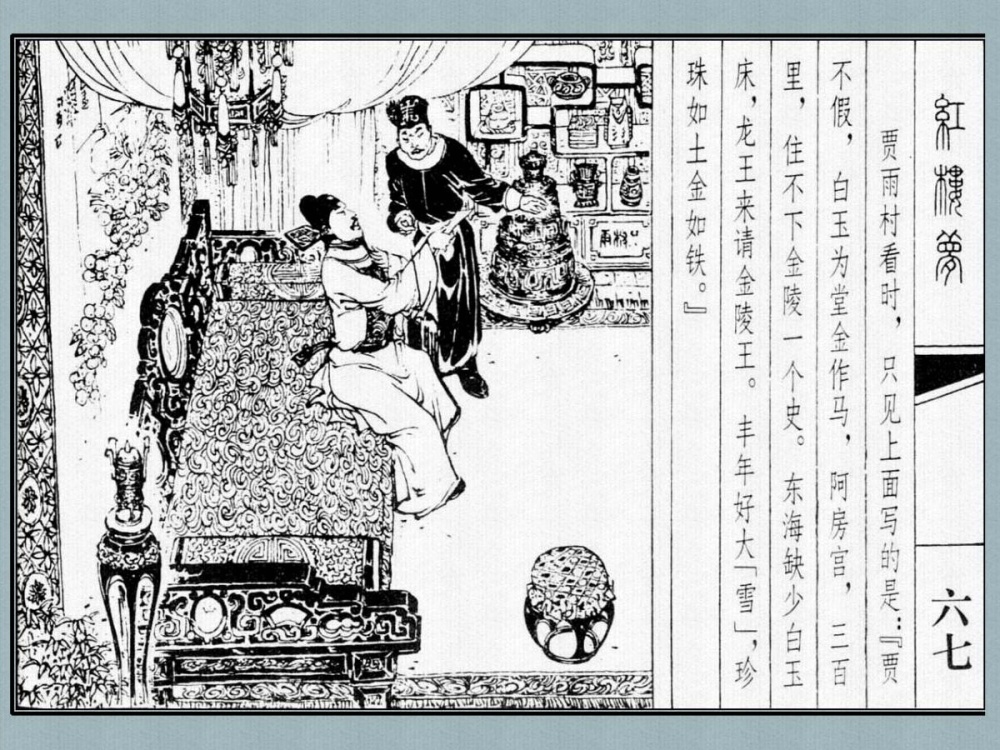 紅樓夢
六七
贾雨村看时，只见上面写的是：『贾
不假，白玉为堂金作马，阿房宫，三百
里，住不下金陵一个史。东海缺少白玉
床，龙王来请金陵王。丰年好大「雪」，珍
珠如土金如铁。』